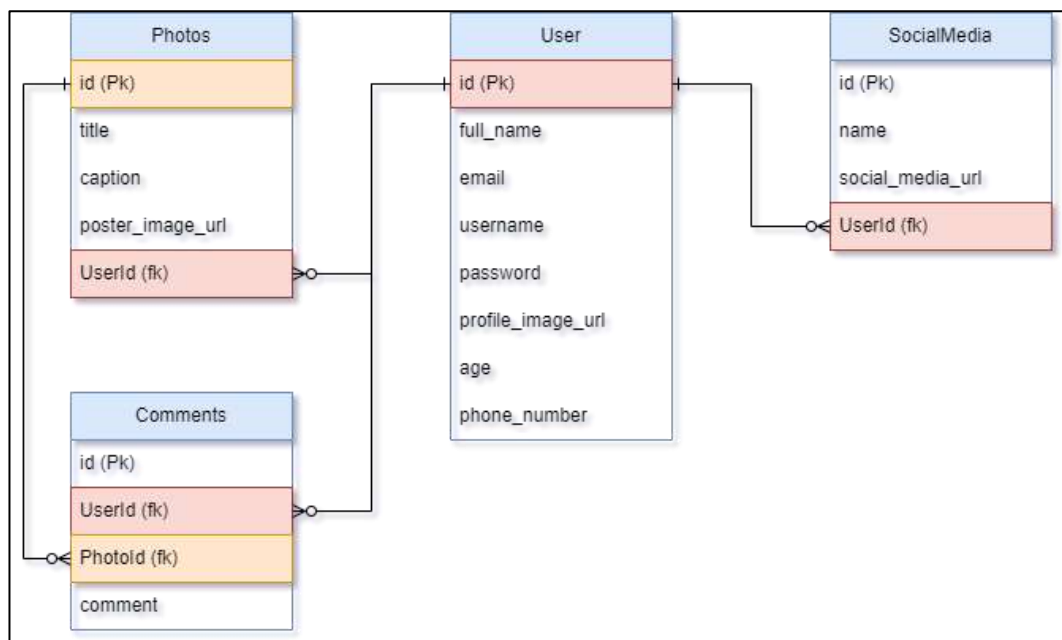 Photos
id (Pk)
title
caption
poster_image_url
UserId (fk)
User
id (Pk)
full_name
email
username
password
profile_image_url
age
phone_number
SocialMedia
id (Pk)
name
social_media_url
UserId (fk)
Comments
id (Pk)
UserId (fk)
PhotoId (fk)
comment